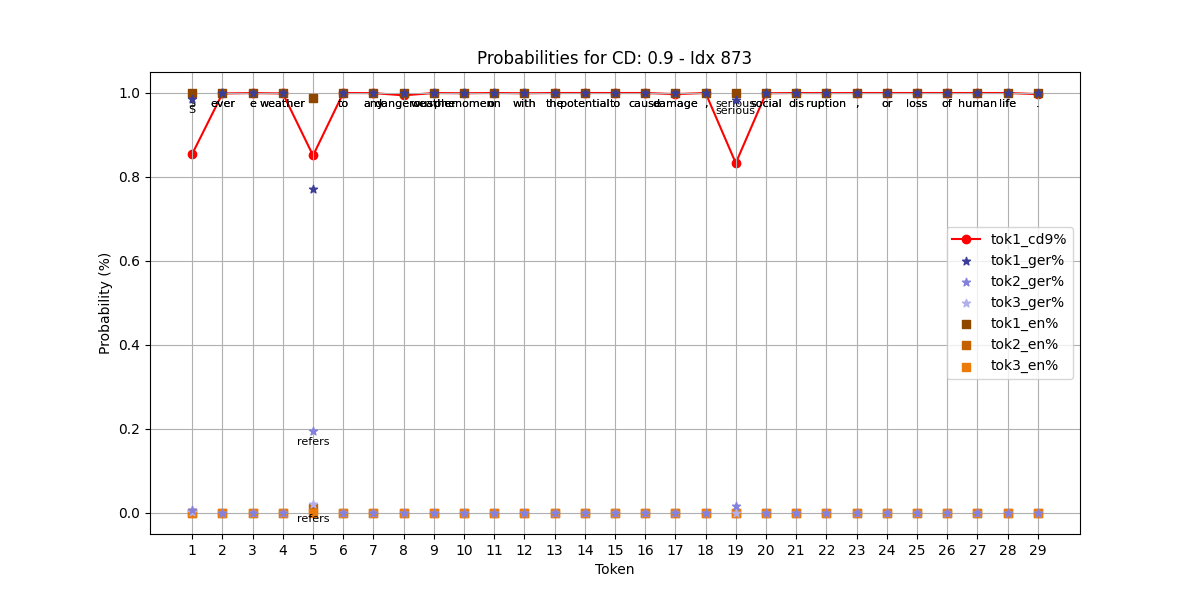 Probabilities for CD: 0.9 - Idx 873
Probability (%)
1.0
0.8
0.6
0.4
0.2
0.0
S ever e weather to any dangerous weather phenomenon with the potential to cause damage , serious social dis ruption , or loss of human life .
S
serious
refers
refers
tok1_cd9%
tok1_ger%
tok2_ger%
tok3_ger%
tok1_en%
tok2_en%
tok3_en%
1 2 3 4 5 6 7 8 9 10 11 12 13 14 15 16 17 18 19 20 21 22 23 24 25 26 27 28 29
Token